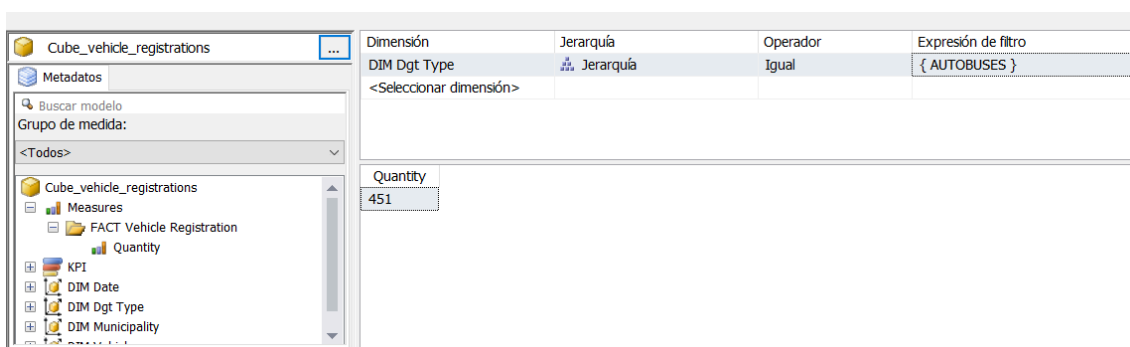 Cube_vehicle_registrations
...
Metadatos
Buscar modelo
Grupo de medida:
<Todos>
Cube_vehicle_registrations
Measures
FACT Vehicle Registration
Quantity
KPI
DIM Date
DIM Dgt Type
DIM Municipality
Dimensión Jerarquía Operador Expresión de filtro
DIM Dgt Type Jerarquía Igual { AUTOBUSES }
<Seleccionar dimensión>
Quantity
451